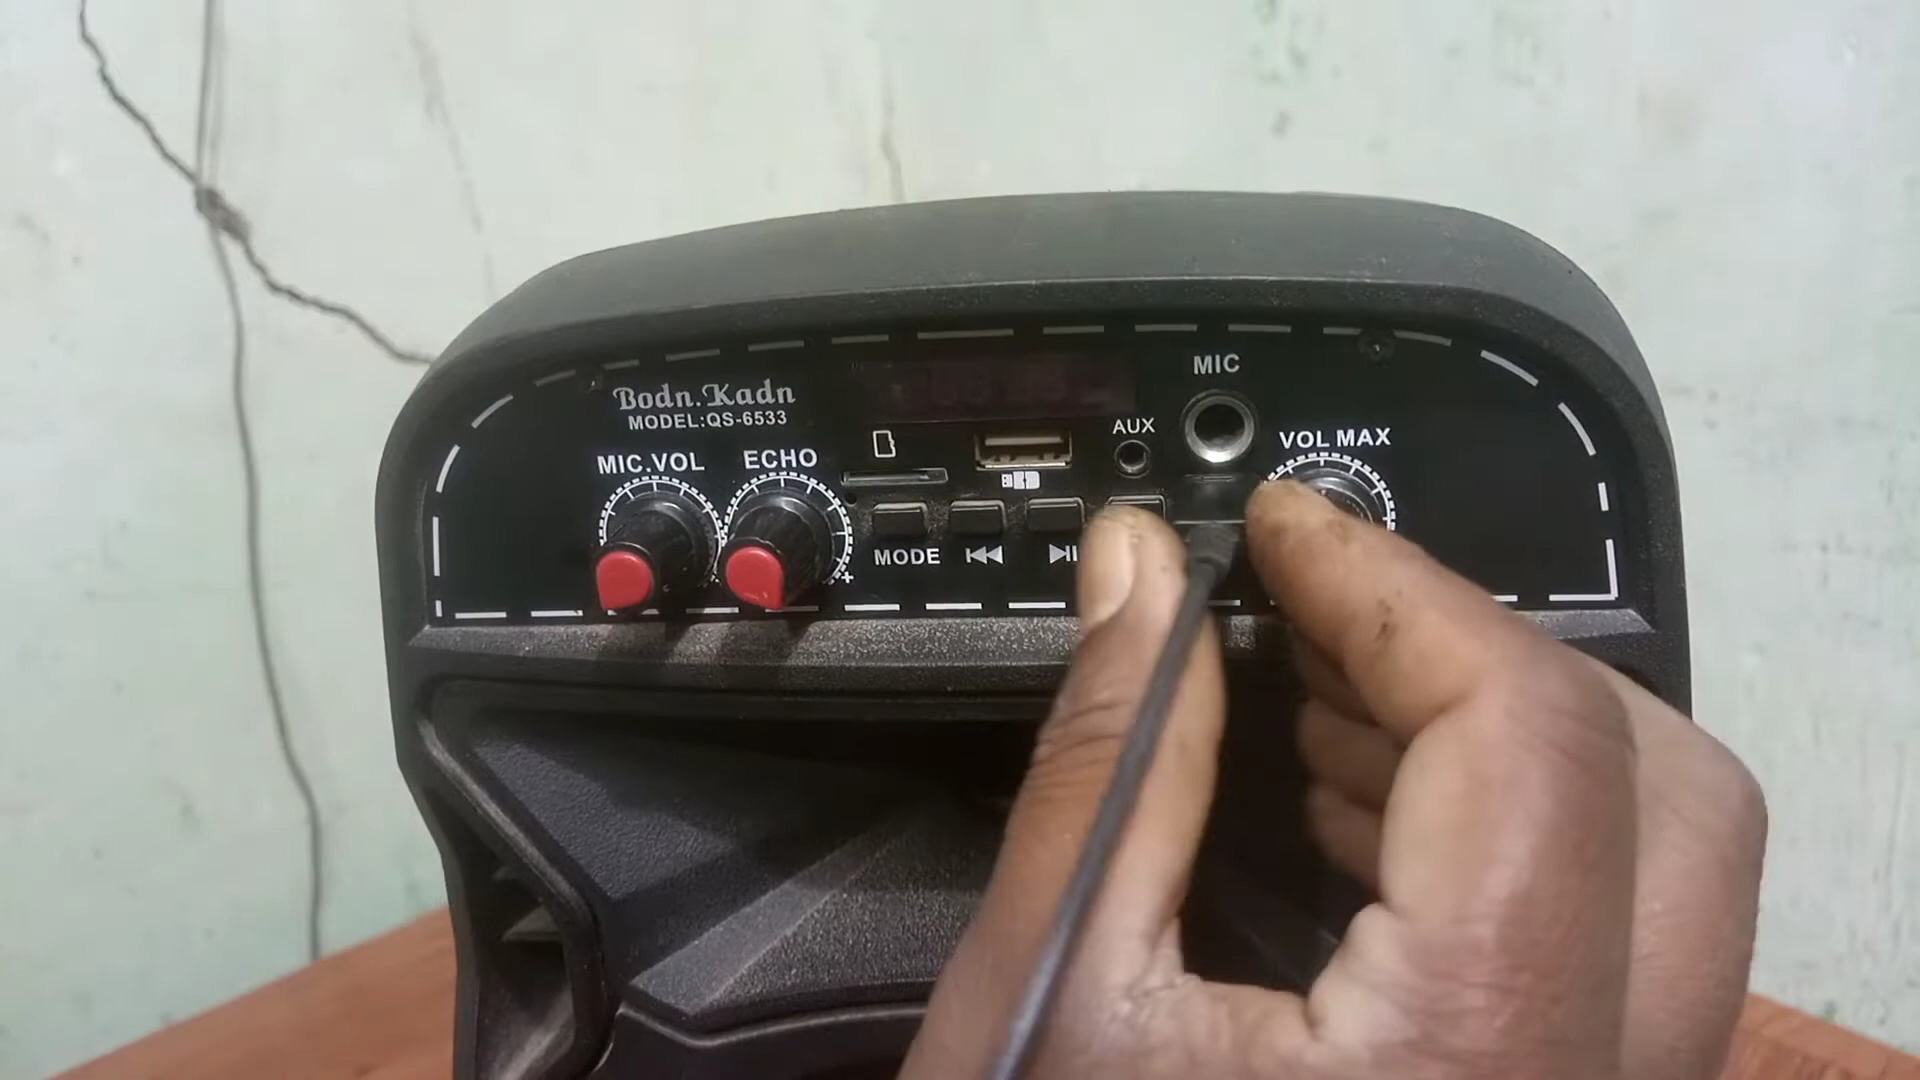 MIC
Bodn.Kadn
MODEL:QS-6533
AUX
VOL MAX
MIC.VOL
ECHO
MODE